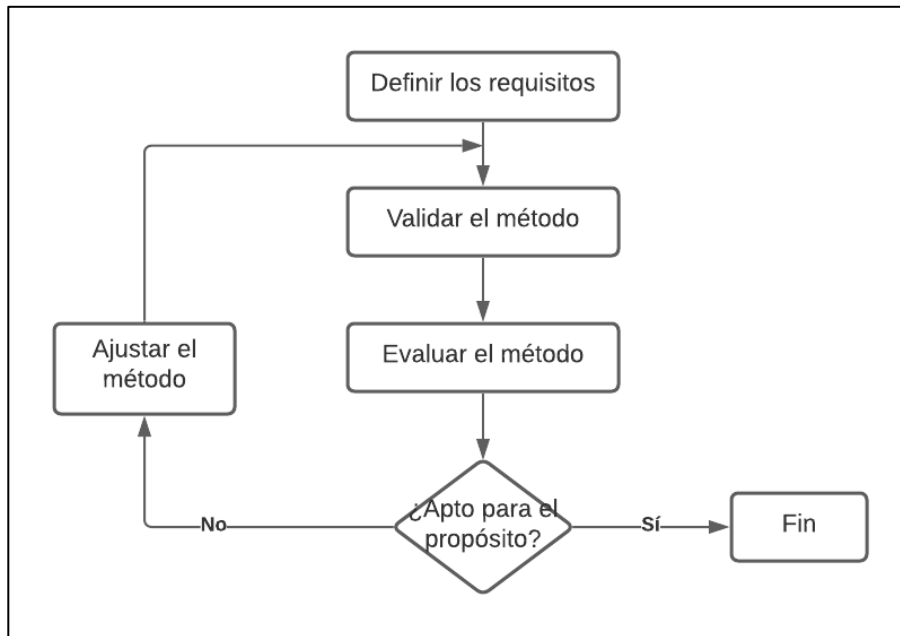 Definir los requisitos
Validar el método
Evaluar el método
Ajustar el
método
¿Apto para el
propósito?
No
Sí
Fin